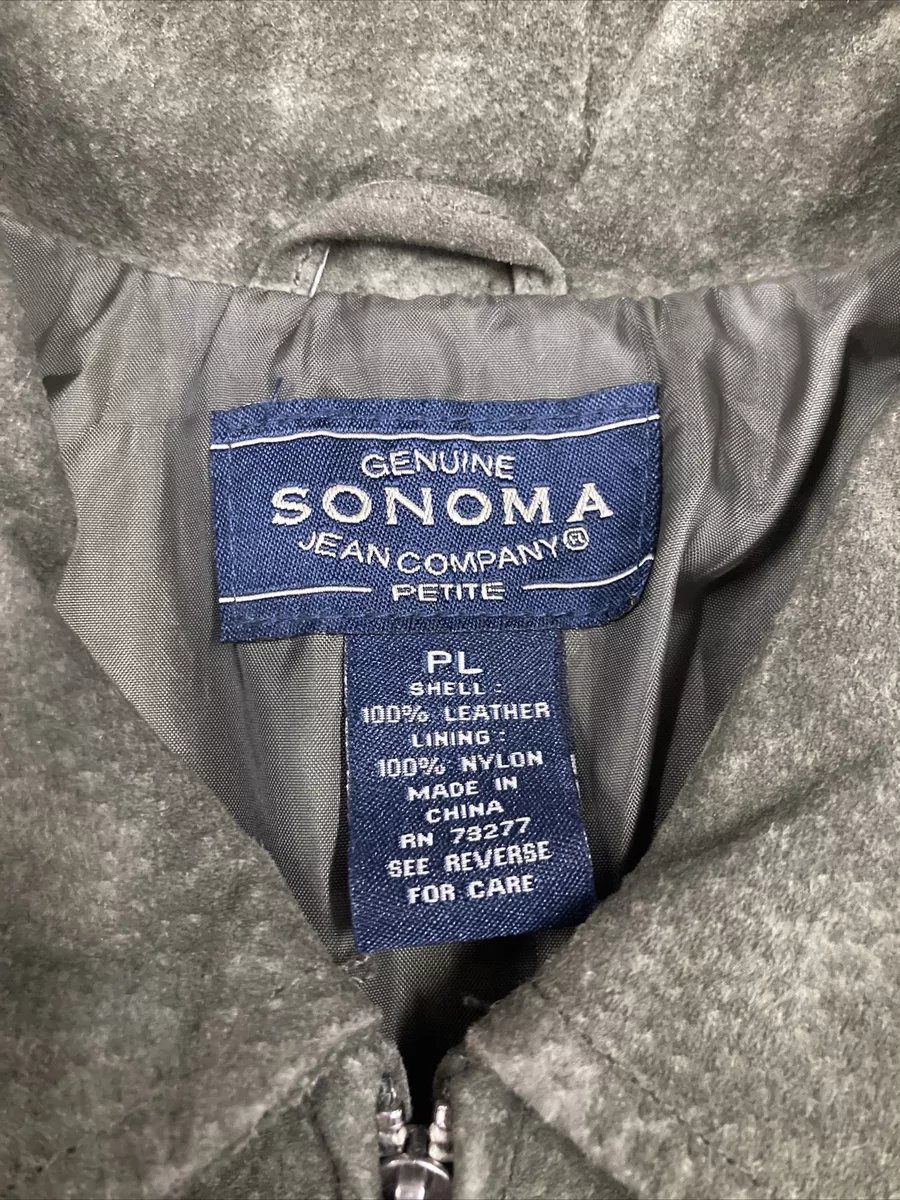 GENUINE
SONOMA
JEAN COMPANY®
PETITE
PL
SHELL:
100% LEATHER
LINING:
100% NYLON
MADE IN
CHINA
RN 73277
SEE REVERSE
FOR CARE